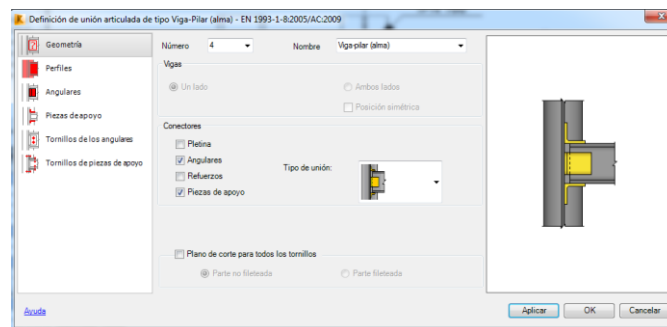 Definición de unión articulada de tipo Viga-Pilar (alma) - EN 1993-1-8:2005/AC:2009
Geometría
Perfiles
Angulares
Piezas de apoyo
Tornillos de los angulares
Tornillos de piezas de apoyo
Número 4 Nombre Viga-pilar (alma)
Vigas
Un lado Ambos lados
Posición simétrica
Conectores
Pletina
Angulares
Refuerzos
Piezas de apoyo
Tipo de unión:
Plano de corte para todos los tornillos
Parte no fileteada Parte fileteada
Ayuda
Aplicar OK Cancelar